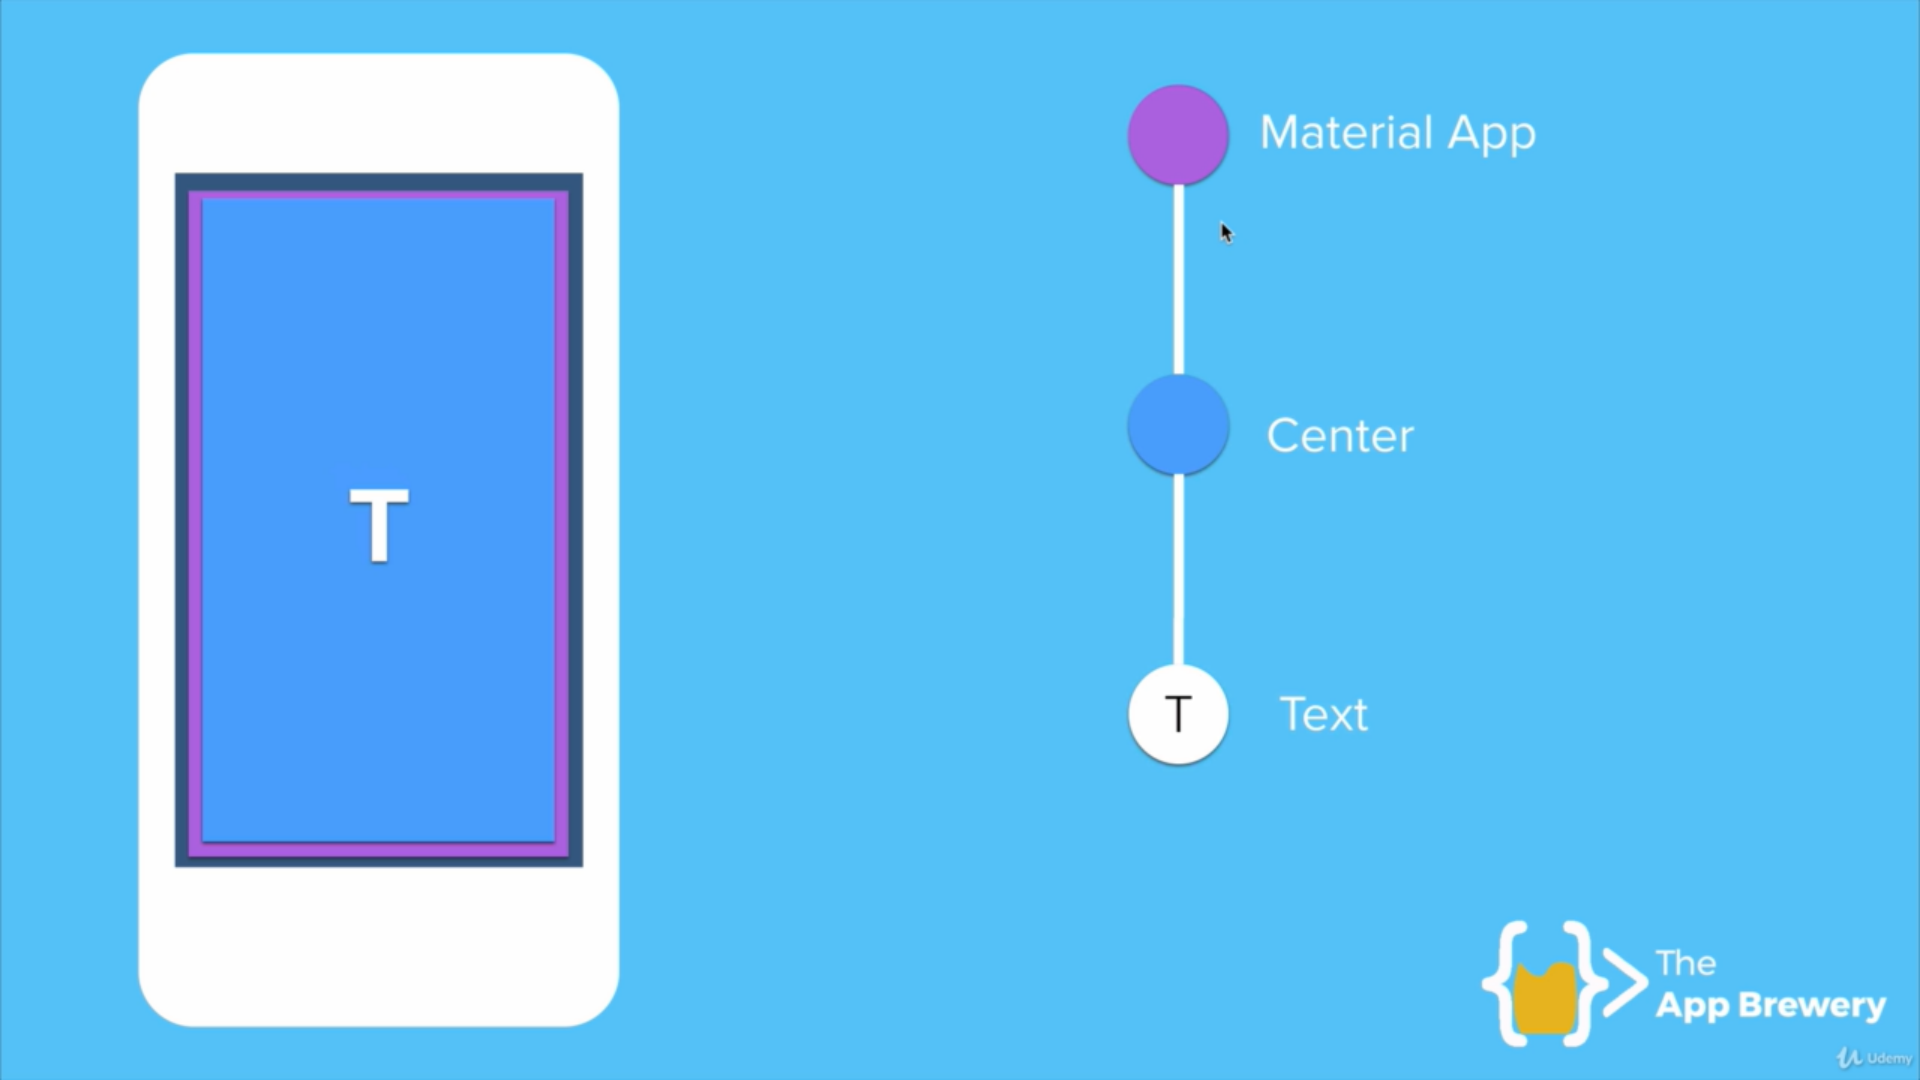 T
Material App
Center
T
Text
The
App Brewery
Udemy